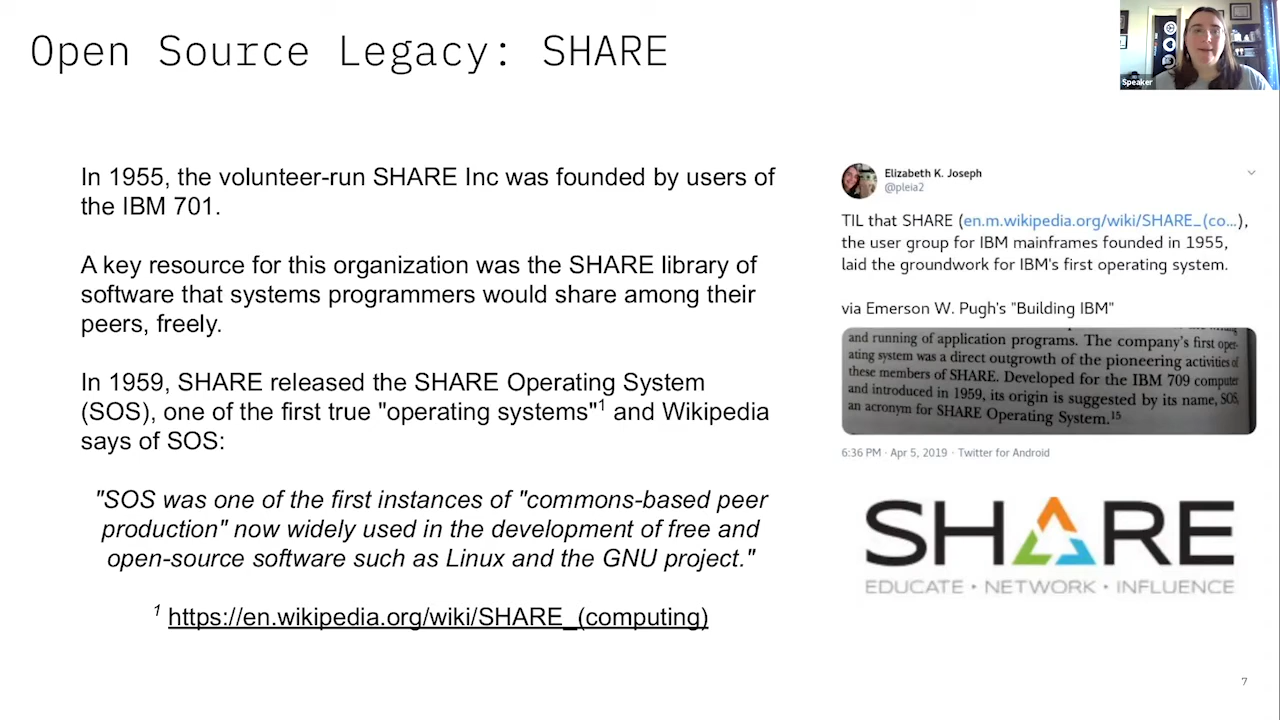 Open Source Legacy: SHARE
Speaker
In 1955, the volunteer-run SHARE Inc was founded by users of
the IBM 701.
A key resource for this organization was the SHARE library of
software that systems programmers would share among their
peers, freely.
In 1959, SHARE released the SHARE Operating System
(SOS), one of the first true "operating systems"1 and Wikipedia
says of SOS:
"SOS was one of the first instances of "commons-based peer
production" now widely used in the development of free and
open-source software such as Linux and the GNU project."
1 https://en.wikipedia.org/wiki/SHARE_(computing)
Elizabeth K. Joseph
@pleia2
TIL that SHARE (en.m.wikipedia.org/wiki/SHARE_(co...),
the user group for IBM mainframes founded in 1955,
laid the groundwork for IBM's first operating system.
via Emerson W. Pugh's "Building IBM"
and running of application programs. The company's first oper-
ating system was a direct outgrowth of the pioneering activities of
these members of SHARE. Developed for the IBM 709 computer
and introduced in 1959, its origin is suggested by its name, SOS,
an acronym for SHARE Operating System.15
6:36 PM · Apr 5, 2019 · Twitter for Android
SHARE
EDUCATE · NETWORK · INFLUENCE
7